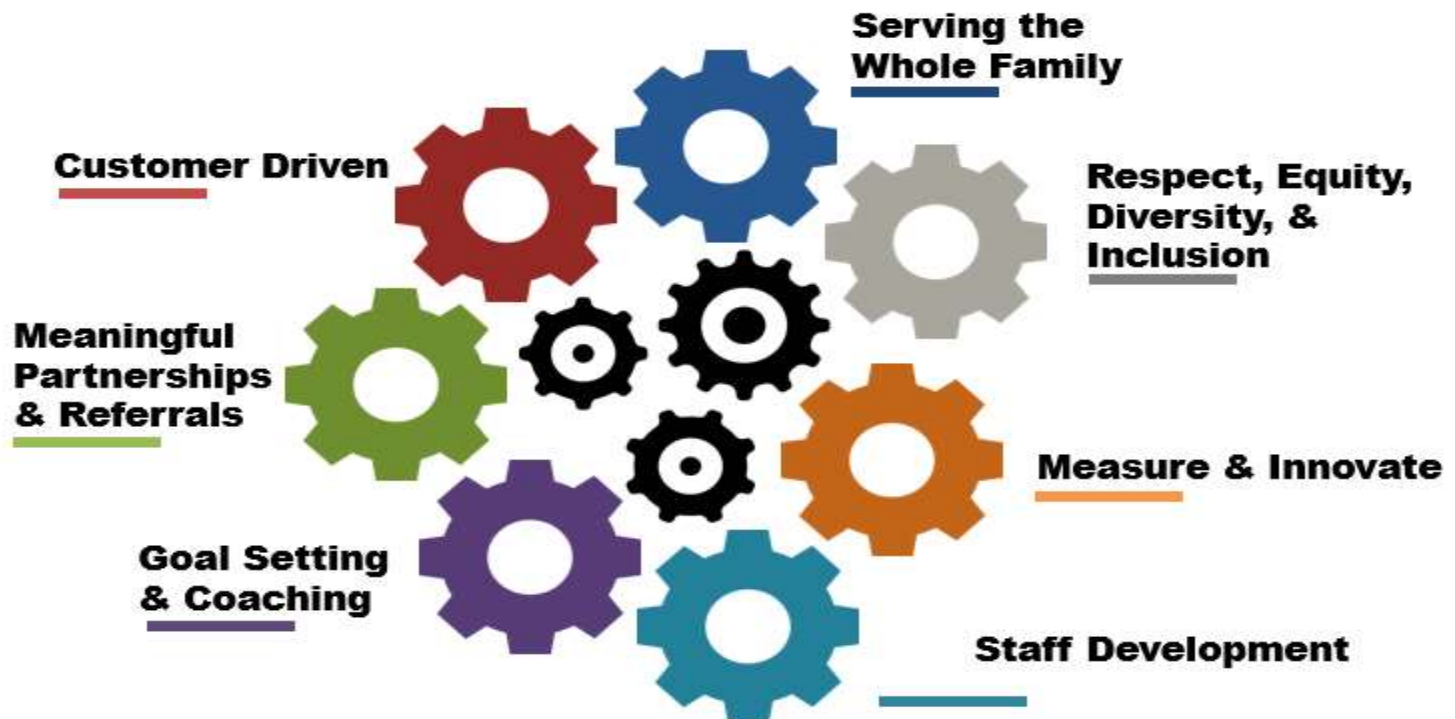 Serving the
Whole Family
Customer Driven
Respect, Equity,
Diversity, &
Inclusion
Meaningful
Partnerships
& Referrals
Measure & Innovate
Goal Setting
& Coaching
Staff Development